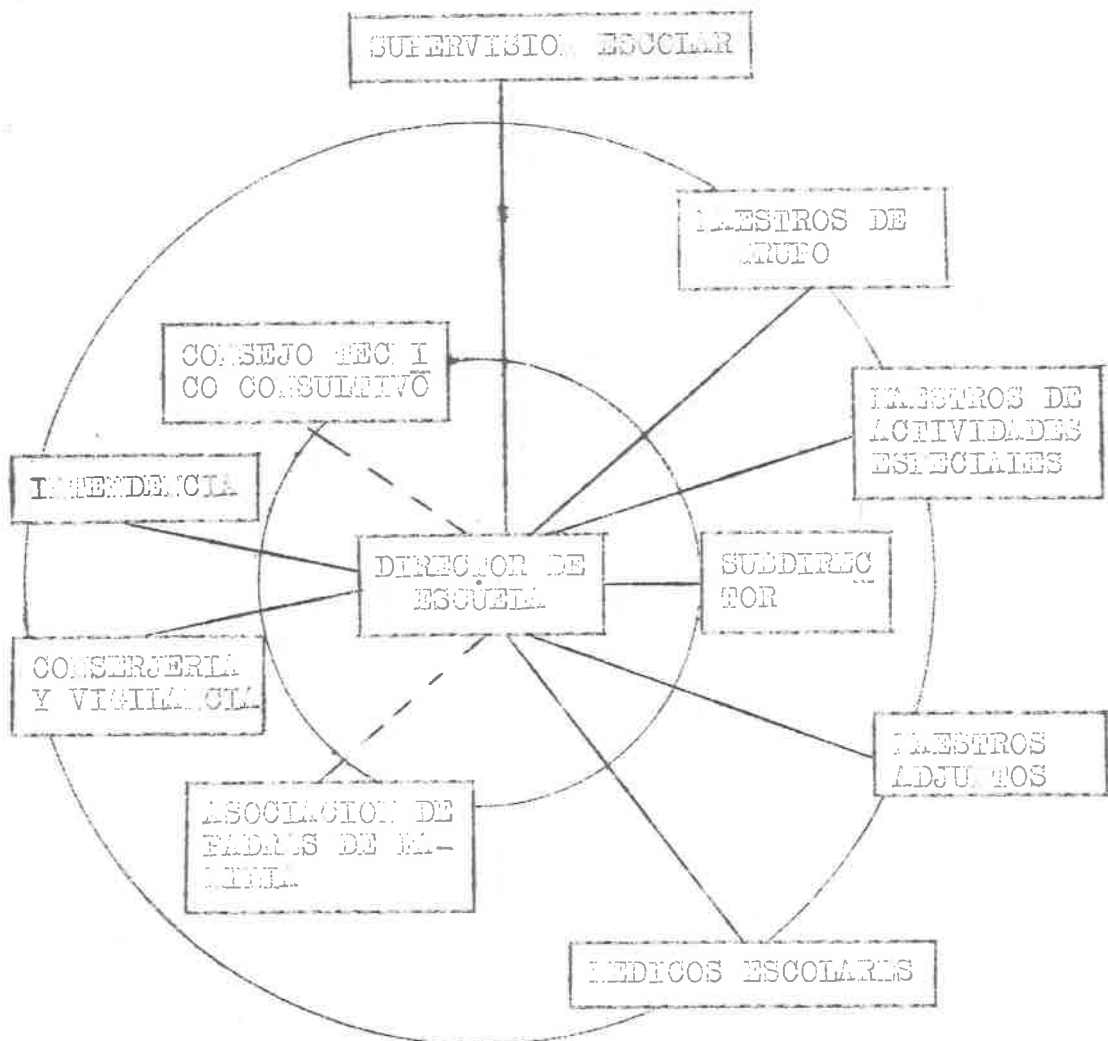 SUPERVISION ESCOLAR
MAESTROS DE
GRUPO
CONSEJO TECNI
CO CONSULTIVO
MAESTROS DE
ACTIVIDADES
ESPECIALES
INTENDENCIA
DIRECTOR DE
ESCUELA
SUBDIREC
TOR
CONSERJERIA
Y VIGILANCIA
MAESTROS
ADJUNTOS
ASOCIACION DE
PADRES DE FA-
MILIA
MEDICOS ESCOLARES